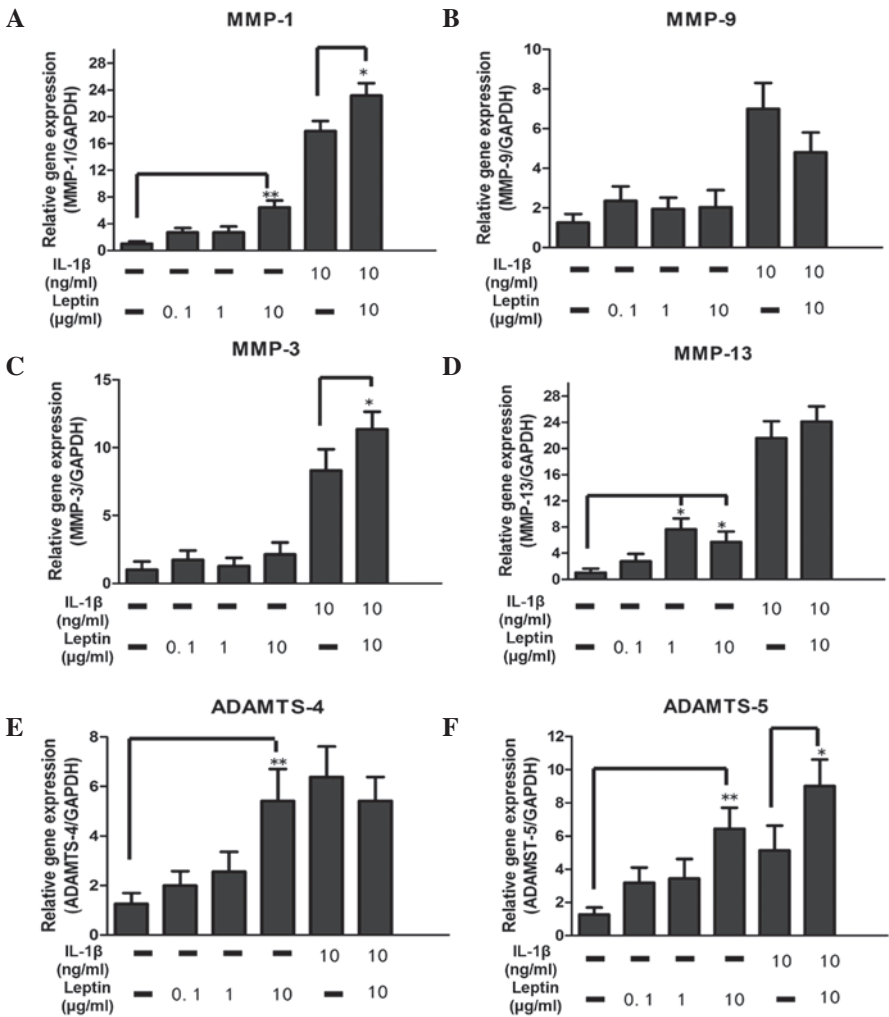 A
MMP-1
Relative gene expression
(MMP-1/GAPDH)
28
24
20
16
12
8
4
0
**
*
IL-1β
(ng/ml)
– – – – 10 10
Leptin
(μg/ml)
– 0.1 1 10 – 10
B
MMP-9
Relative gene expression
(MMP-9/GAPDH)
10
8
6
4
2
0
IL-1β
(ng/ml)
– – – – 10 10
Leptin
(μg/ml)
– 0.1 1 10 – 10
C
MMP-3
Relative gene expression
(MMP-3/GAPDH)
15
10
5
0
*
IL-1β
(ng/ml)
– – – – 10 10
Leptin
(μg/ml)
– 0.1 1 10 – 10
D
MMP-13
Relative gene expression
(MMP-13/GAPDH)
28
24
20
16
12
8
4
0
*
*
IL-1β
(ng/ml)
– – – – 10 10
Leptin
(μg/ml)
– 0.1 1 10 – 10
E
ADAMTS-4
Relative gene expression
(ADAMTS-4/GAPDH)
8
6
4
2
0
**
IL-1β
(ng/ml)
– – – – 10 10
Leptin
(μg/ml)
– 0.1 1 10 – 10
F
ADAMTS-5
Relative gene expression
(ADAMST-5/GAPDH)
12
10
8
6
4
2
0
**
*
IL-1β
(ng/ml)
– – – – 10 10
Leptin
(μg/ml)
– 0.1 1 10 – 10